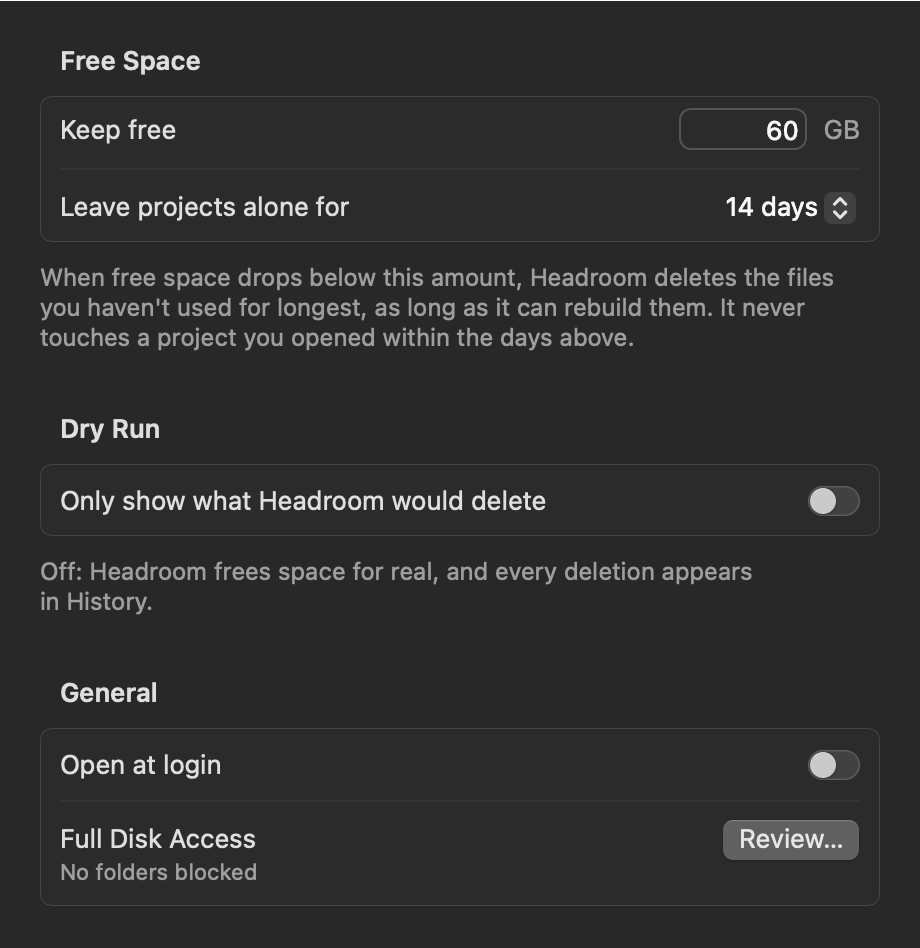 Free Space
Keep free 60 GB
Leave projects alone for 14 days
When free space drops below this amount, Headroom deletes the files
you haven't used for longest, as long as it can rebuild them. It never
touches a project you opened within the days above.
Dry Run
Only show what Headroom would delete
Off: Headroom frees space for real, and every deletion appears
in History.
General
Open at login
Full Disk Access Review...
No folders blocked